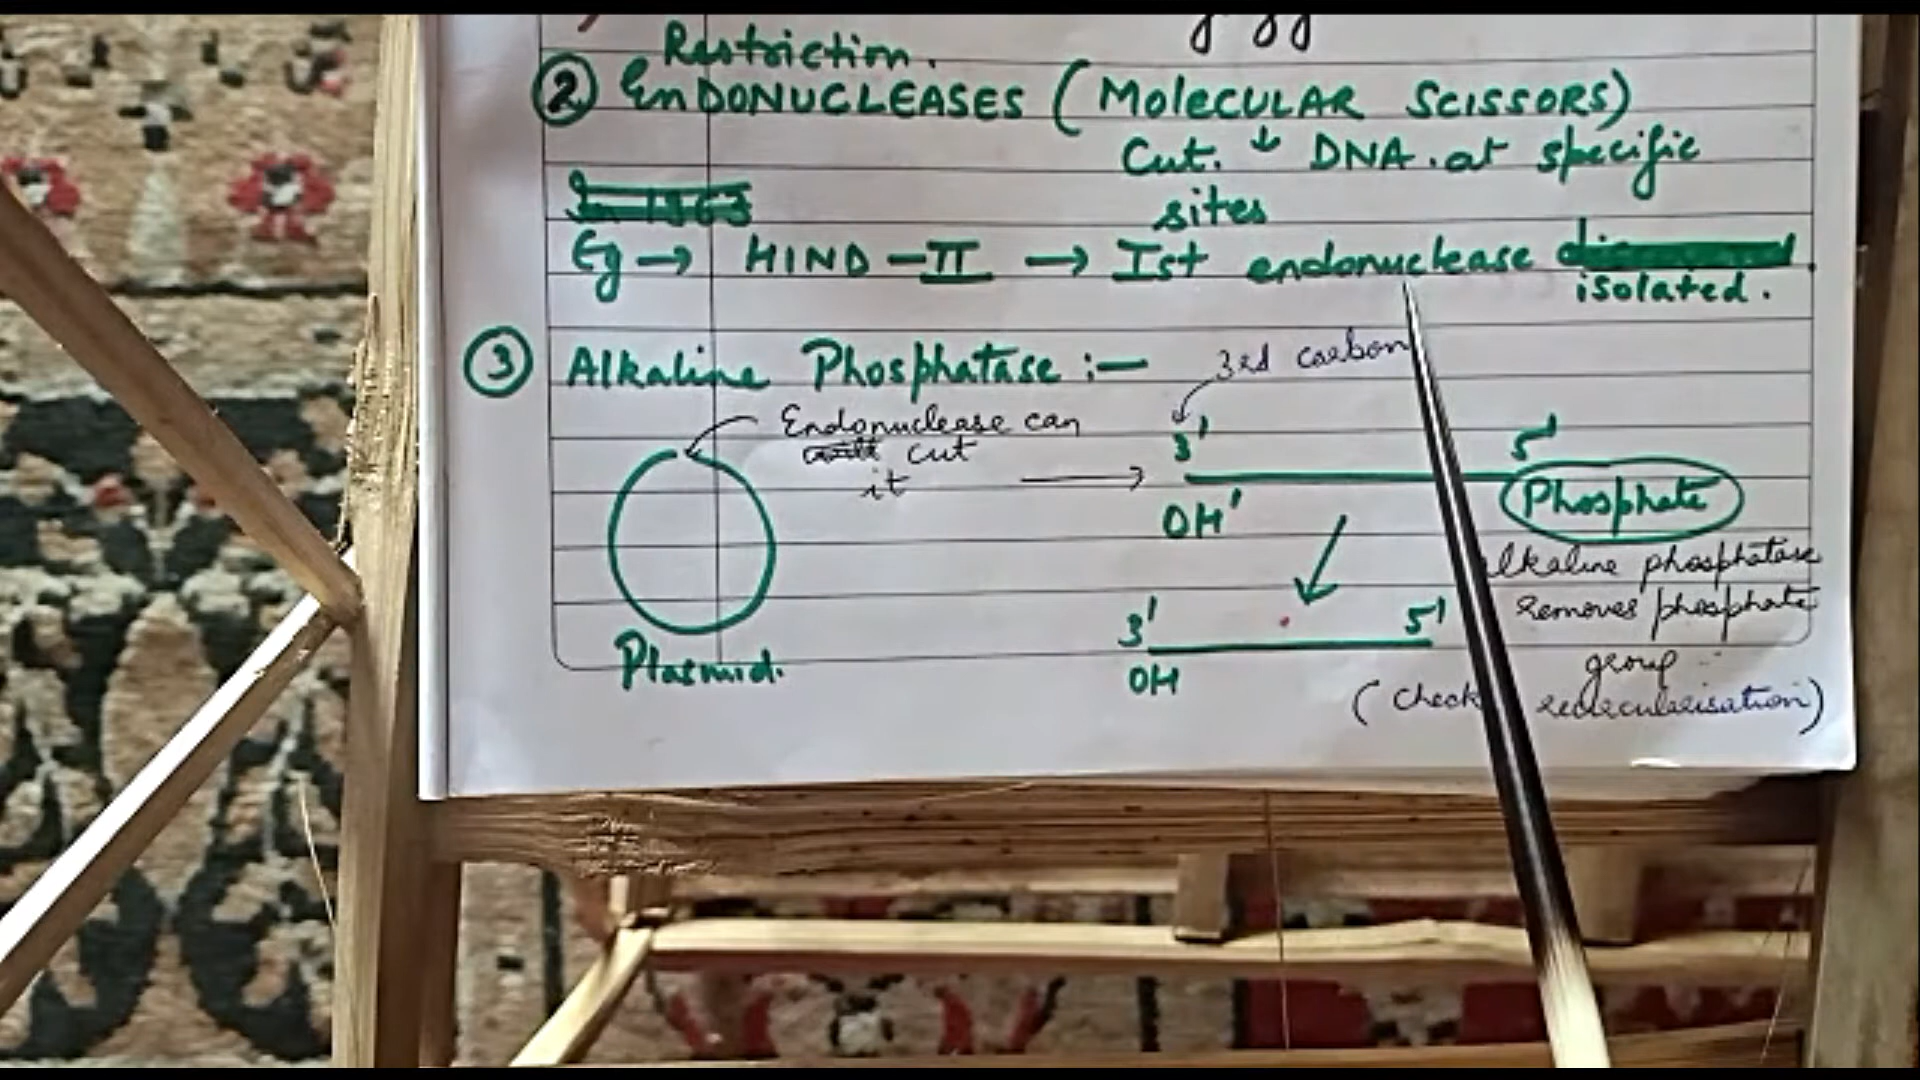 Restriction.
② EnDONUCLEASES (MOLECULAR SCISSORS)
Cut. ↓ DNA. at specific
sites
Eg → HIND-II → Ist endonuclease
isolated.
③ Alkaline Phosphatase :-
3rd carbon
Endonuclease can
cut
it
3' 5'
OH' Phosphate
alkaline phosphatase
removes phosphate
group
3' 5'
OH
Plasmid.
(Check recircularisation)